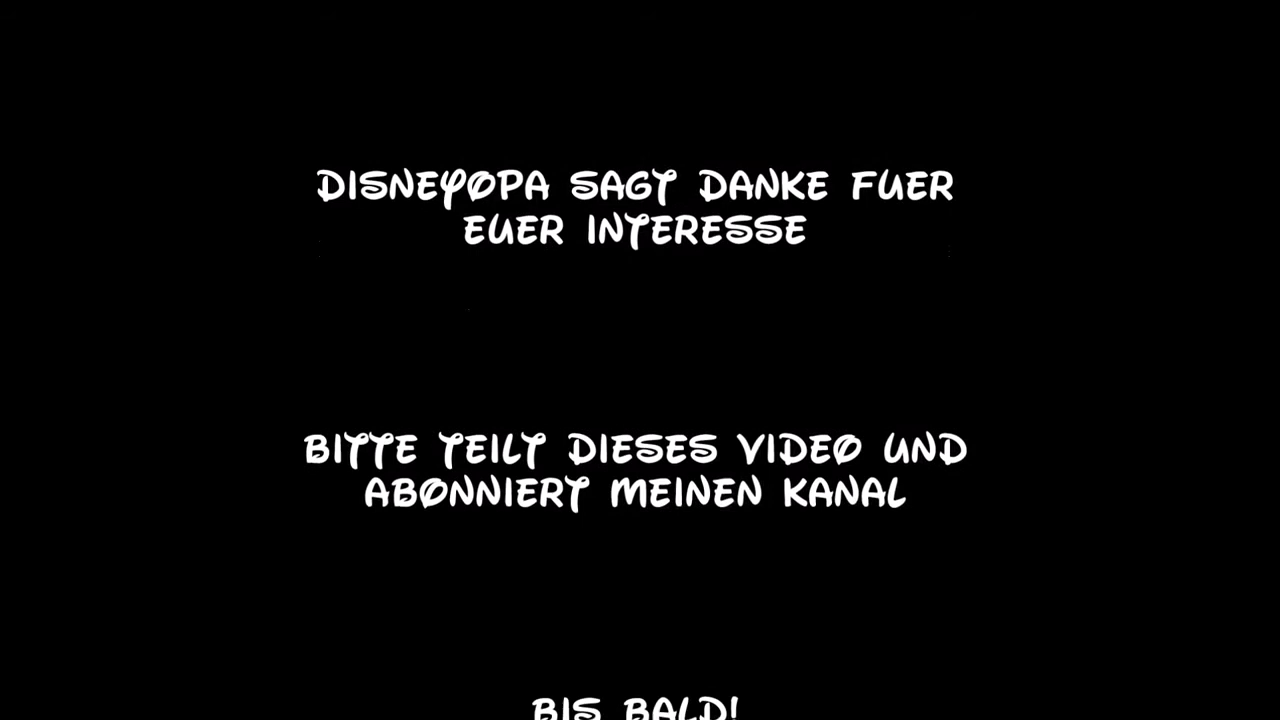 DISNEYOPA SAGT DANKE FUER
EUER INTERESSE
BITTE TEILT DIESES VIDEO UND
ABONNIERT MEINEN KANAL
BIS BALD!